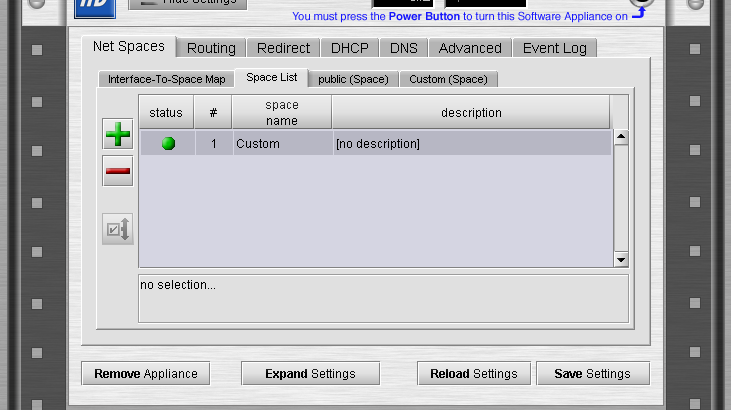 Hide Settings
You must press the Power Button to turn this Software Appliance on
Net Spaces Routing Redirect DHCP DNS Advanced Event Log
Interface-To-Space Map Space List public (Space) Custom (Space)
status # space name description
1 Custom [no description]
no selection...
Remove Appliance Expand Settings Reload Settings Save Settings